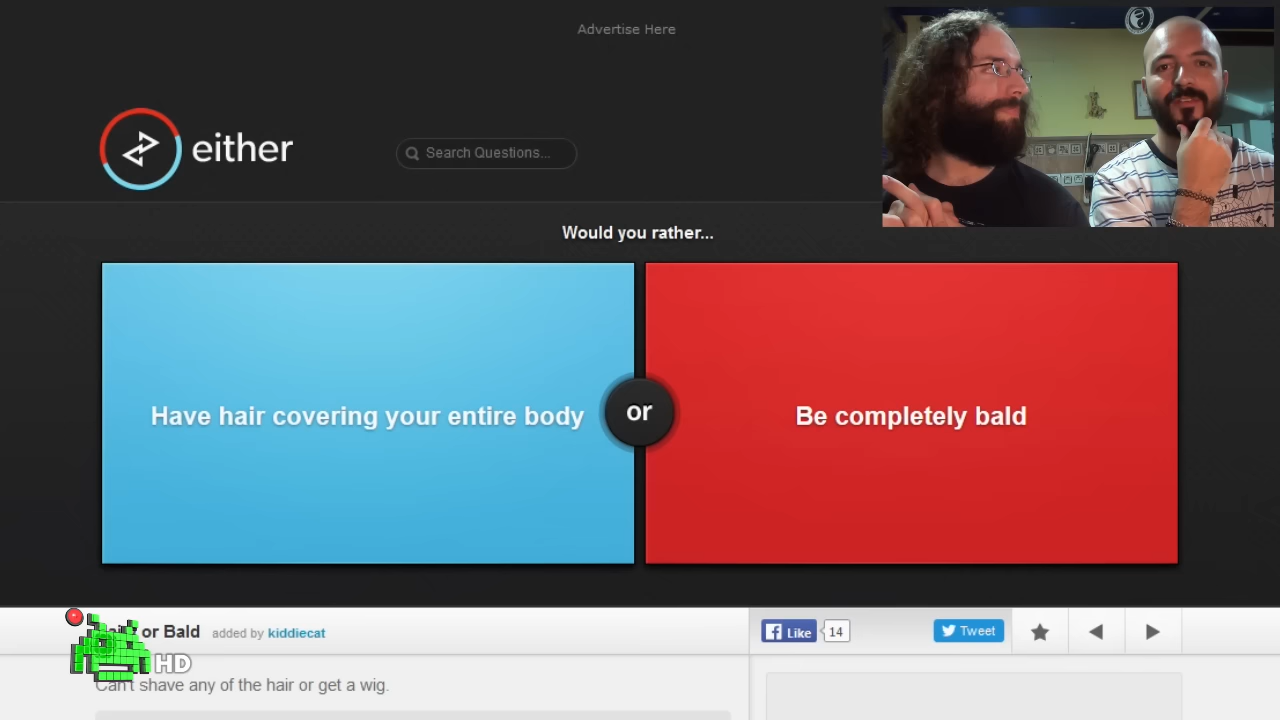 Advertise Here
either
Search Questions...
Would you rather...
Have hair covering your entire body
or
Be completely bald
or Bald
added by kiddiecat
Like
14
Tweet
HD
Can't shave any of the hair or get a wig.